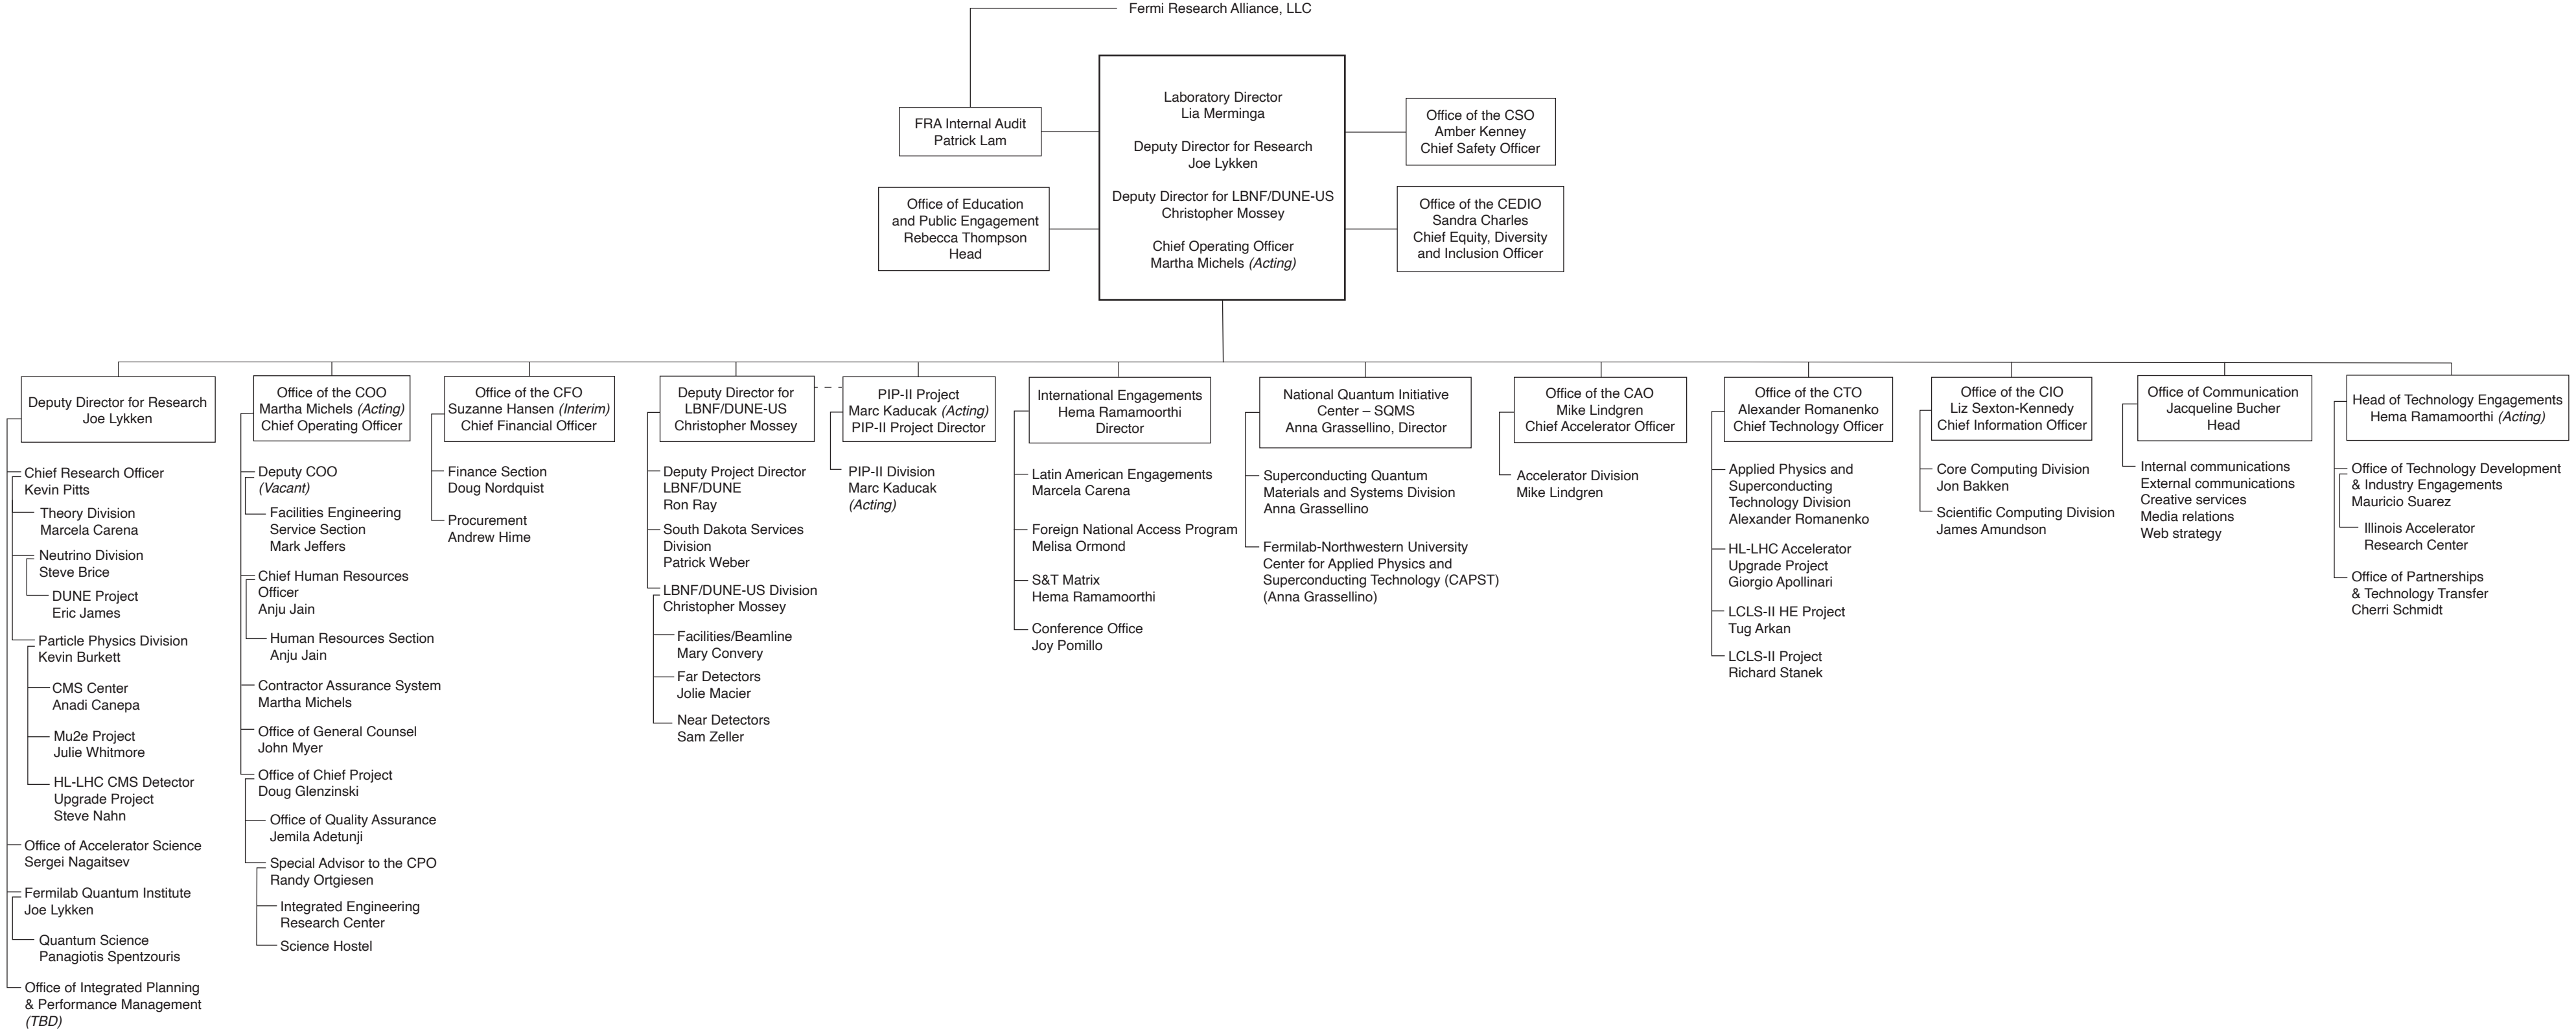 Fermi Research Alliance, LLC
Laboratory Director
Lia Merminga
Deputy Director for Research
Joe Lykken
Deputy Director for LBNF/DUNE-US
Christopher Mossey
Chief Operating Officer
Martha Michels (Acting)
FRA Internal Audit
Patrick Lam
Office of the CSO
Amber Kenney
Chief Safety Officer
Office of Education
and Public Engagement
Rebecca Thompson
Head
Office of the CEDIO
Sandra Charles
Chief Equity, Diversity
and Inclusion Officer
Deputy Director for Research
Joe Lykken
Chief Research Officer
Kevin Pitts
Theory Division
Marcela Carena
Neutrino Division
Steve Brice
DUNE Project
Eric James
Particle Physics Division
Kevin Burkett
CMS Center
Anadi Canepa
Mu2e Project
Julie Whitmore
HL-LHC CMS Detector
Upgrade Project
Steve Nahn
Office of Accelerator Science
Sergei Nagaitsev
Fermilab Quantum Institute
Joe Lykken
Quantum Science
Panagiotis Spentzouris
Office of Integrated Planning
& Performance Management
(TBD)
Office of the COO
Martha Michels (Acting)
Chief Operating Officer
Deputy COO
(Vacant)
Facilities Engineering
Service Section
Mark Jeffers
Chief Human Resources
Officer
Anju Jain
Human Resources Section
Anju Jain
Contractor Assurance System
Martha Michels
Office of General Counsel
John Myer
Office of Chief Project
Doug Glenzinski
Office of Quality Assurance
Jemila Adetunji
Special Advisor to the CPO
Randy Ortgiesen
Integrated Engineering
Research Center
Science Hostel
Office of the CFO
Suzanne Hansen (Interim)
Chief Financial Officer
Finance Section
Doug Nordquist
Procurement
Andrew Hime
Deputy Director for
LBNF/DUNE-US
Christopher Mossey
Deputy Project Director
LBNF/DUNE
Ron Ray
South Dakota Services
Division
Patrick Weber
LBNF/DUNE-US Division
Christopher Mossey
Facilities/Beamline
Mary Convery
Far Detectors
Jolie Macier
Near Detectors
Sam Zeller
PIP-II Project
Marc Kaducak (Acting)
PIP-II Project Director
PIP-II Division
Marc Kaducak
(Acting)
International Engagements
Hema Ramamoorthi
Director
Latin American Engagements
Marcela Carena
Foreign National Access Program
Melisa Ormond
S&T Matrix
Hema Ramamoorthi
Conference Office
Joy Pomillo
National Quantum Initiative
Center – SQMS
Anna Grassellino, Director
Superconducting Quantum
Materials and Systems Division
Anna Grassellino
Fermilab-Northwestern University
Center for Applied Physics and
Superconducting Technology (CAPST)
(Anna Grassellino)
Office of the CAO
Mike Lindgren
Chief Accelerator Officer
Accelerator Division
Mike Lindgren
Office of the CTO
Alexander Romanenko
Chief Technology Officer
Applied Physics and
Superconducting
Technology Division
Alexander Romanenko
HL-LHC Accelerator
Upgrade Project
Giorgio Apollinari
LCLS-II HE Project
Tug Arkan
LCLS-II Project
Richard Stanek
Office of the CIO
Liz Sexton-Kennedy
Chief Information Officer
Core Computing Division
Jon Bakken
Scientific Computing Division
James Amundson
Office of Communication
Jacqueline Bucher
Head
Internal communications
External communications
Creative services
Media relations
Web strategy
Head of Technology Engagements
Hema Ramamoorthi (Acting)
Office of Technology Development
& Industry Engagements
Mauricio Suarez
Illinois Accelerator
Research Center
Office of Partnerships
& Technology Transfer
Cherri Schmidt